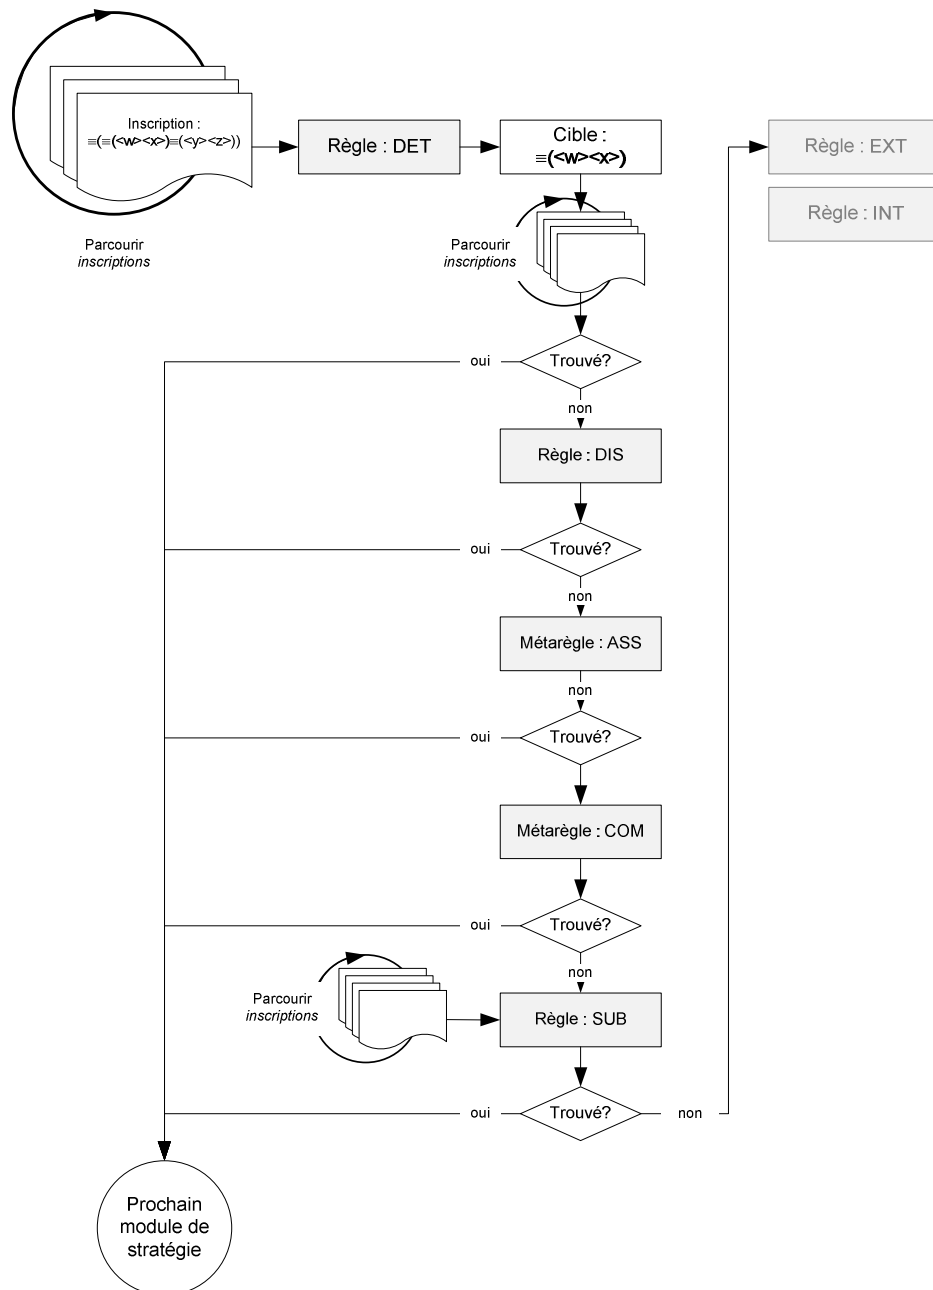 Inscription :
≡(≡(<w><x>)≡(<y><z>))
Règle : DET
Cible :
≡(<w><x>)
Règle : EXT
Règle : INT
Parcourir
inscriptions
Parcourir
inscriptions
Trouvé?
oui
non
Règle : DIS
Trouvé?
oui
non
Métarègle : ASS
non
Trouvé?
oui
Métarègle : COM
Trouvé?
oui
non
Parcourir
inscriptions
Règle : SUB
Trouvé?
oui
non
Prochain
module de
stratégie